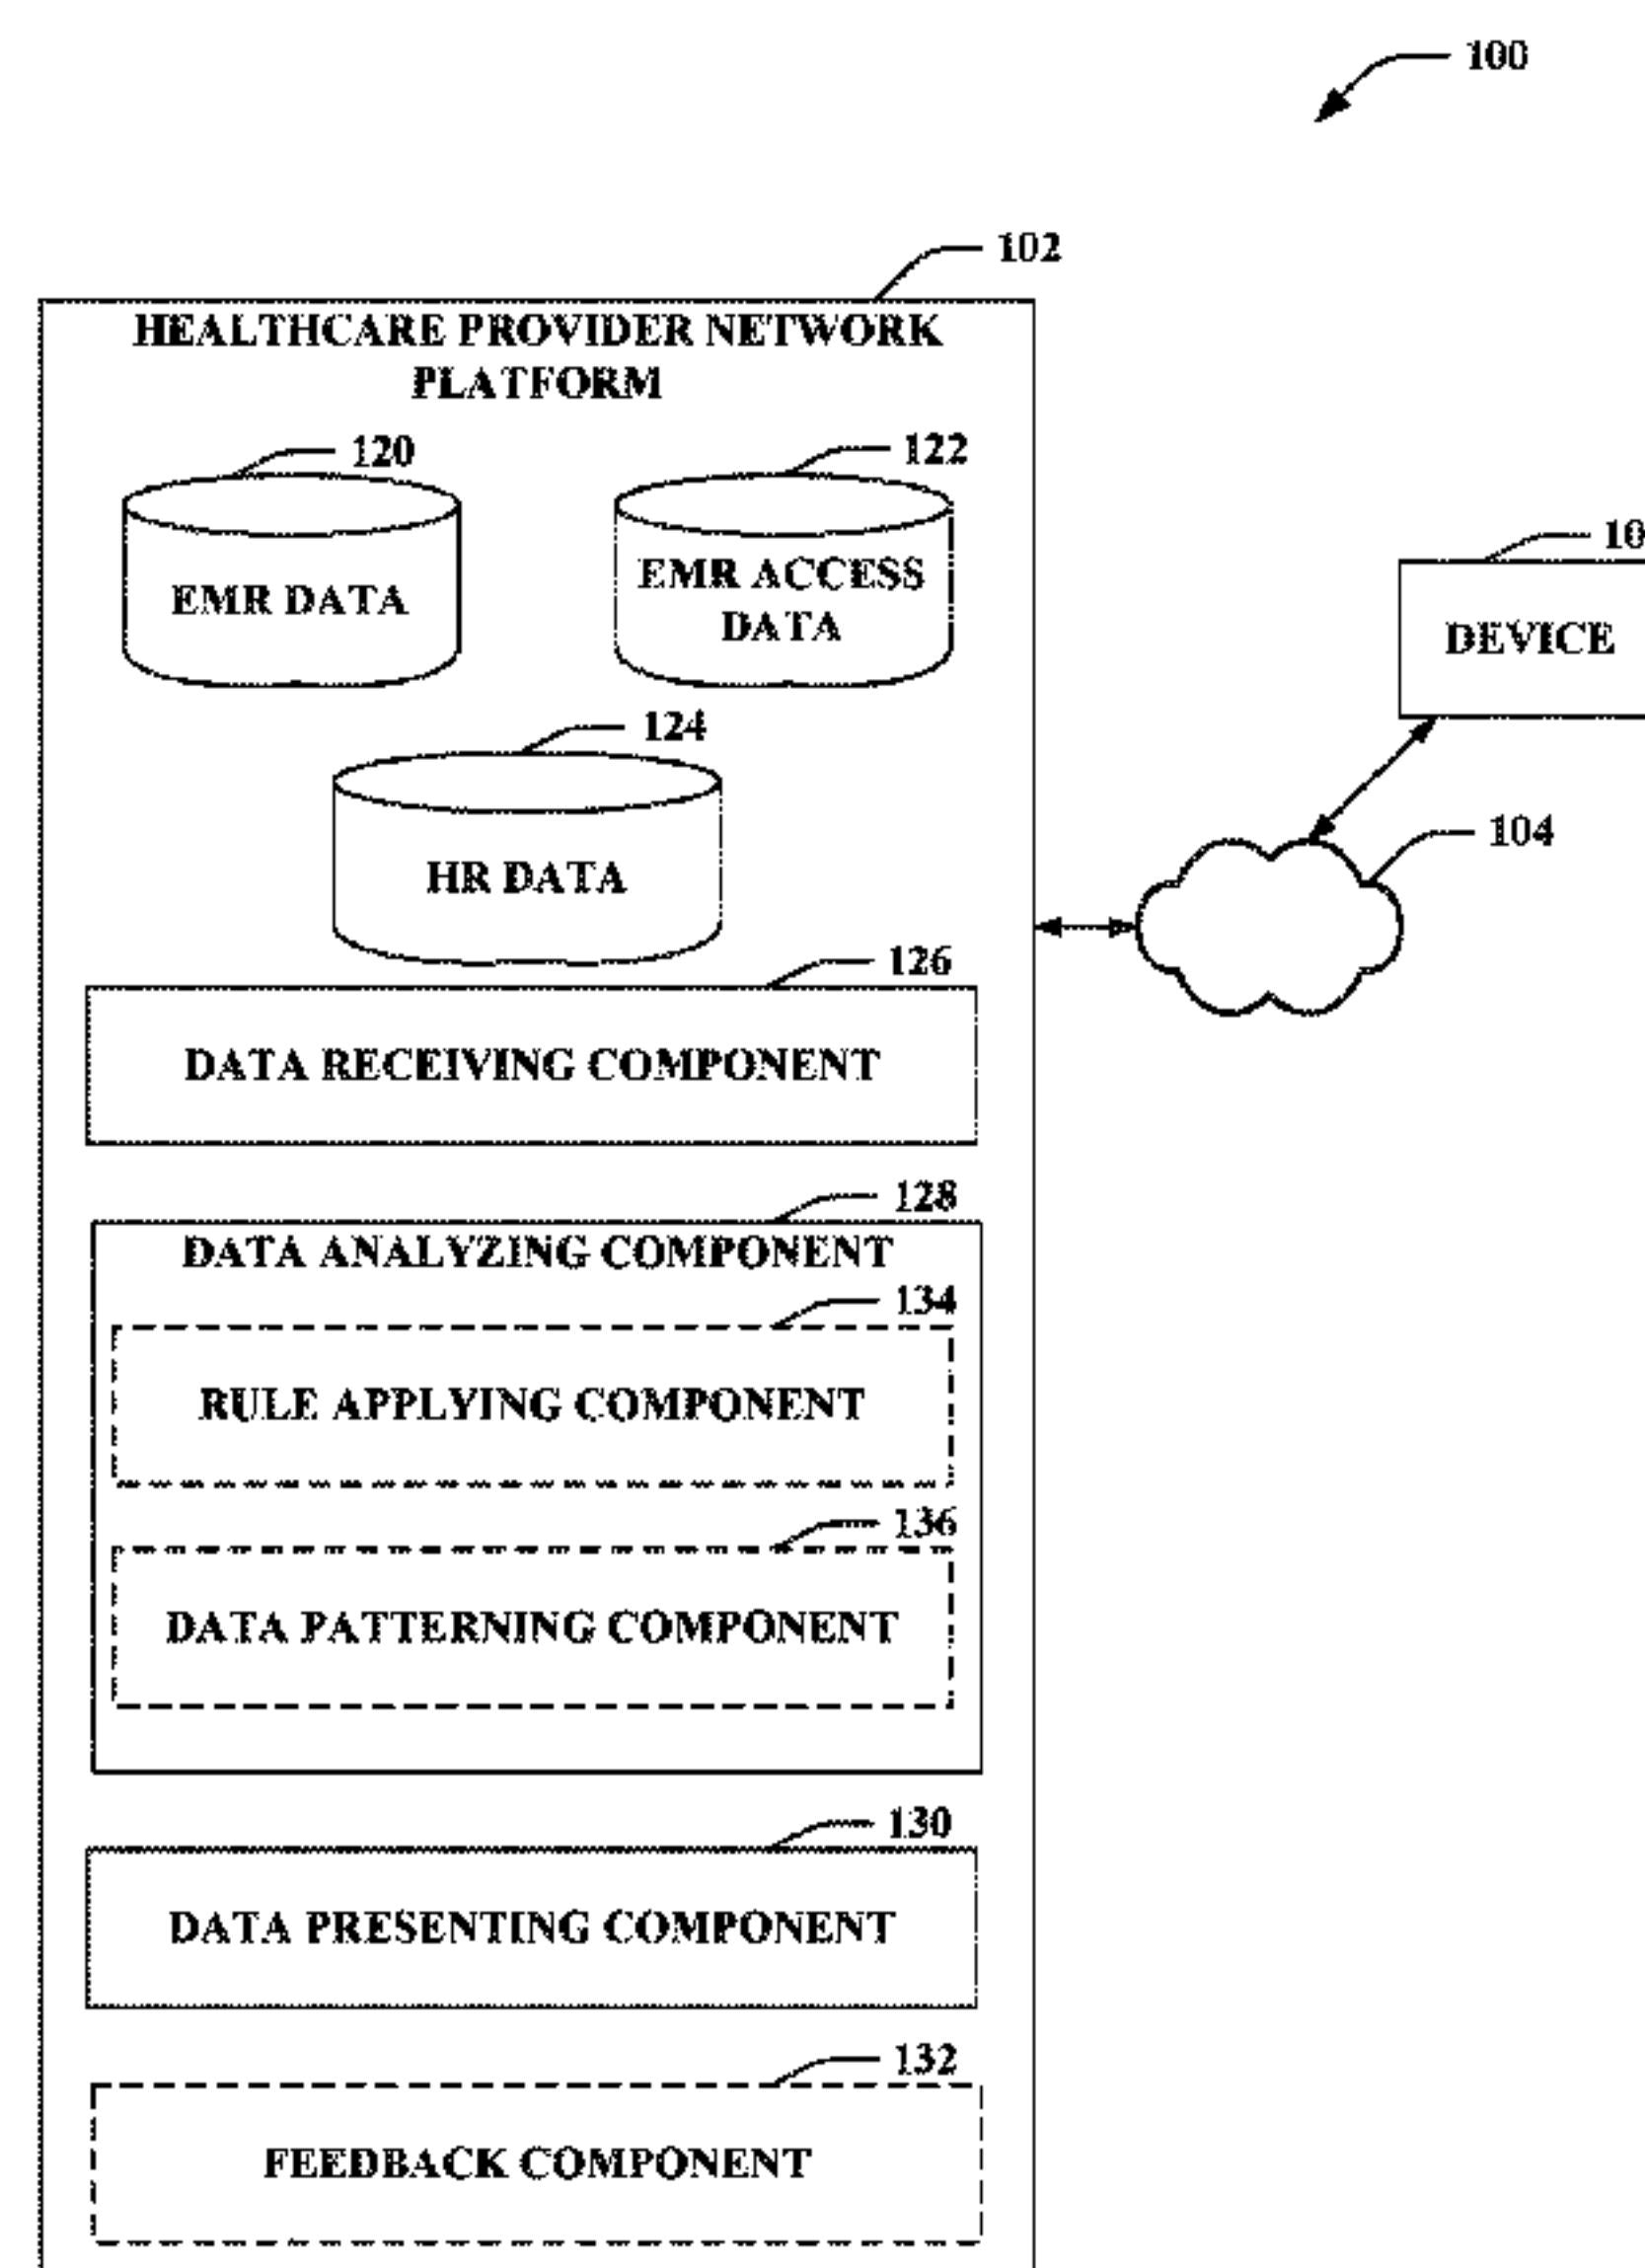 100
102
HEALTHCARE PROVIDER NETWORK
PLATFORM
120
122
EMR DATA
EMR ACCESS
DATA
10
DEVICE
124
HR DATA
104
126
DATA RECEIVING COMPONENT
128
DATA ANALYZING COMPONENT
134
RULE APPLYING COMPONENT
136
DATA PATTERNING COMPONENT
130
DATA PRESENTING COMPONENT
132
FEEDBACK COMPONENT